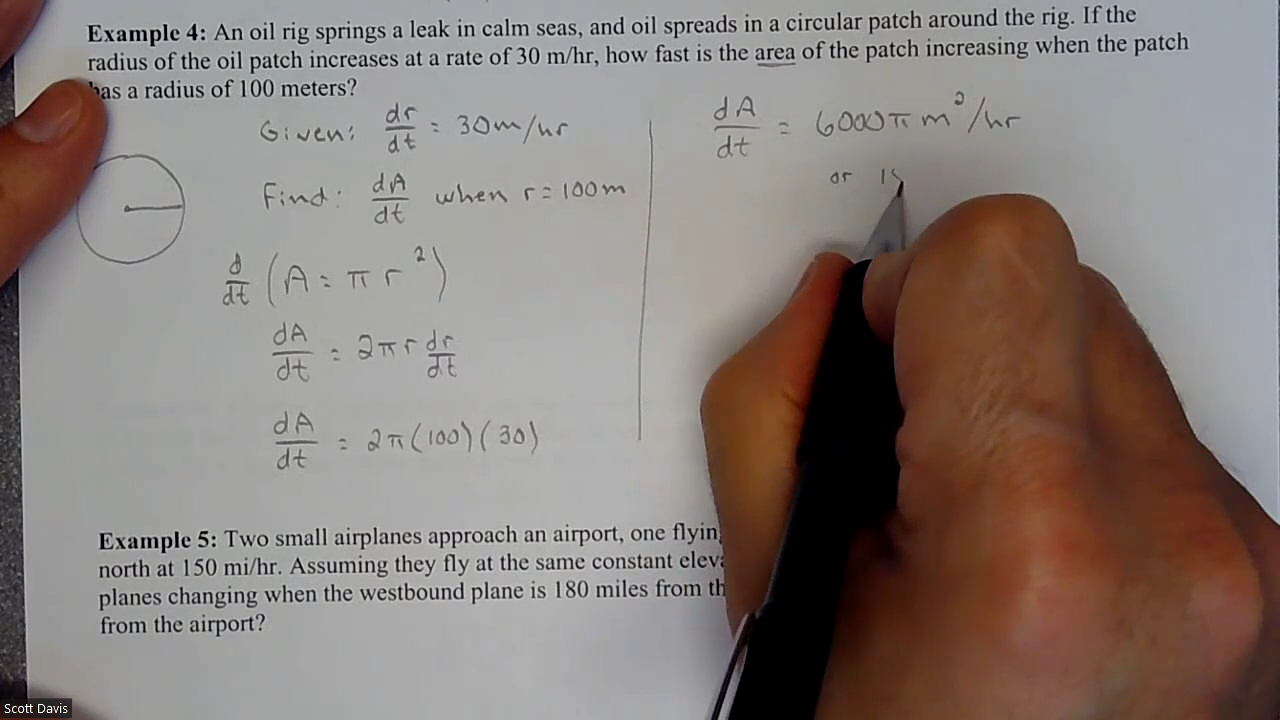 Example 4: An oil rig springs a leak in calm seas, and oil spreads in a circular patch around the rig. If the
radius of the oil patch increases at a rate of 30 m/hr, how fast is the area of the patch increasing when the patch
has a radius of 100 meters?
Given: dr/dt = 30m/hr
Find: dA/dt when r = 100m
d/dt (A = πr²)
dA/dt = 2πr dr/dt
dA/dt = 2π(100)(30)
dA/dt = 6000π m²/hr
or
Example 5: Two small airplanes approach an airport, one
north at 150 mi/hr. Assuming they fly at the same constant
planes changing when the westbound plane is 180 miles from
from the airport?
Scott Davis